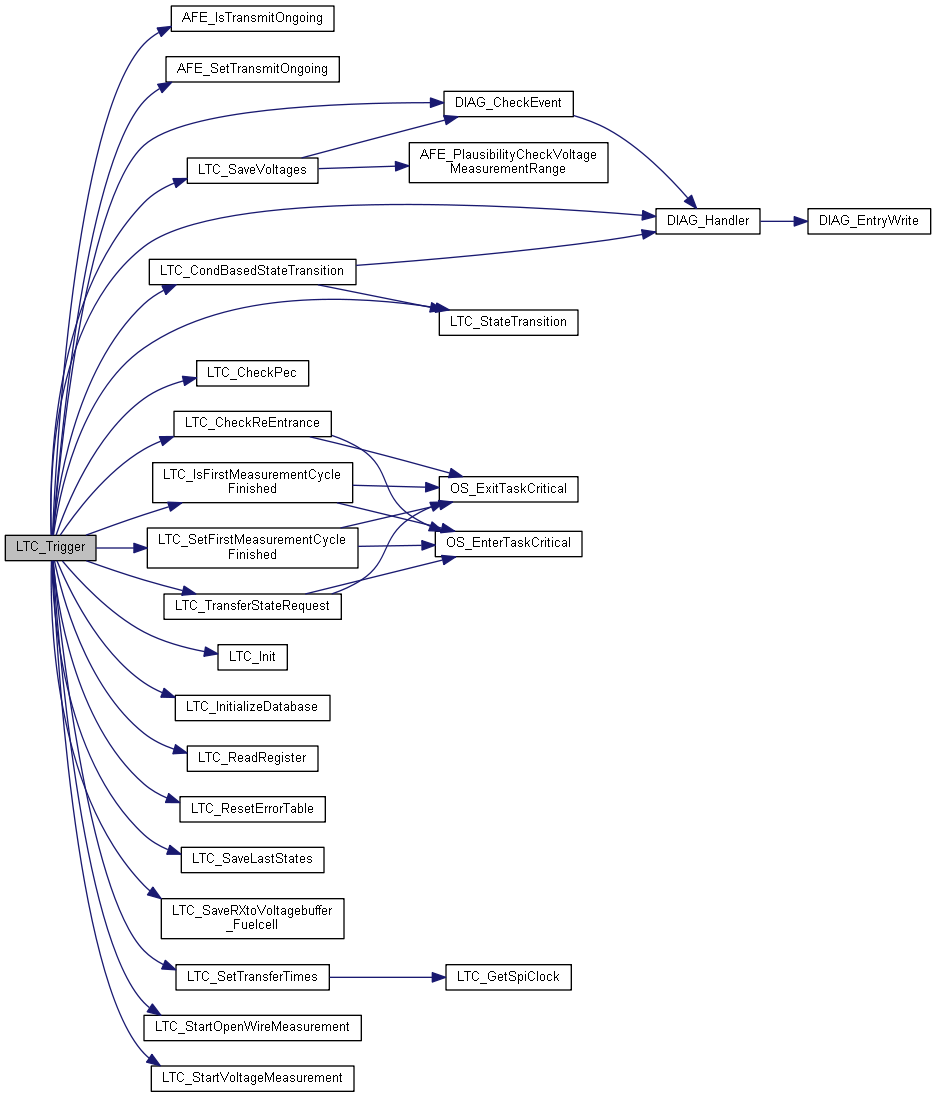 AFE_IsTransmitOngoing
AFE_SetTransmitOngoing
DIAG_CheckEvent
LTC_SaveVoltages
AFE_PlausibilityCheckVoltage
MeasurementRange
DIAG_Handler
DIAG_EntryWrite
LTC_CondBasedStateTransition
LTC_StateTransition
LTC_CheckPec
LTC_CheckReEntrance
LTC_IsFirstMeasurementCycle
Finished
OS_ExitTaskCritical
LTC_Trigger
LTC_SetFirstMeasurementCycle
Finished
OS_EnterTaskCritical
LTC_TransferStateRequest
LTC_Init
LTC_InitializeDatabase
LTC_ReadRegister
LTC_ResetErrorTable
LTC_SaveLastStates
LTC_SaveRXtoVoltagebuffer
_Fuelcell
LTC_SetTransferTimes
LTC_GetSpiClock
LTC_StartOpenWireMeasurement
LTC_StartVoltageMeasurement